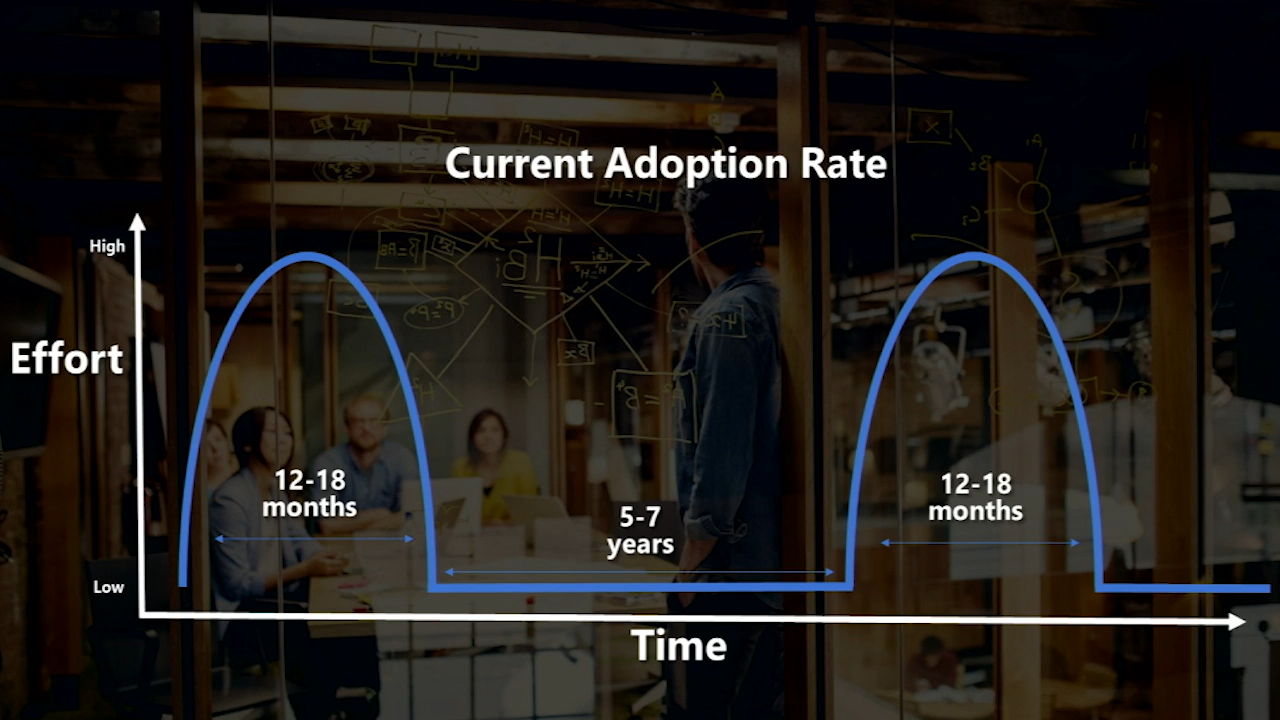 Current Adoption Rate
High
Effort
12-18
months
12-18
months
5-7
years
Low
Time